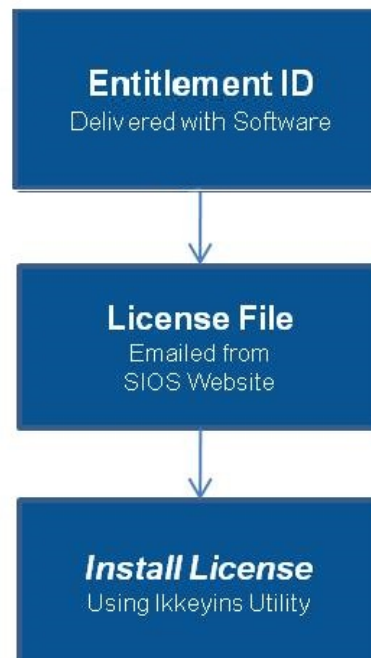 Entitlement ID
Delivered with Software
License File
Emailed from
SIOS Website
Install License
Using lkkeyins Utility